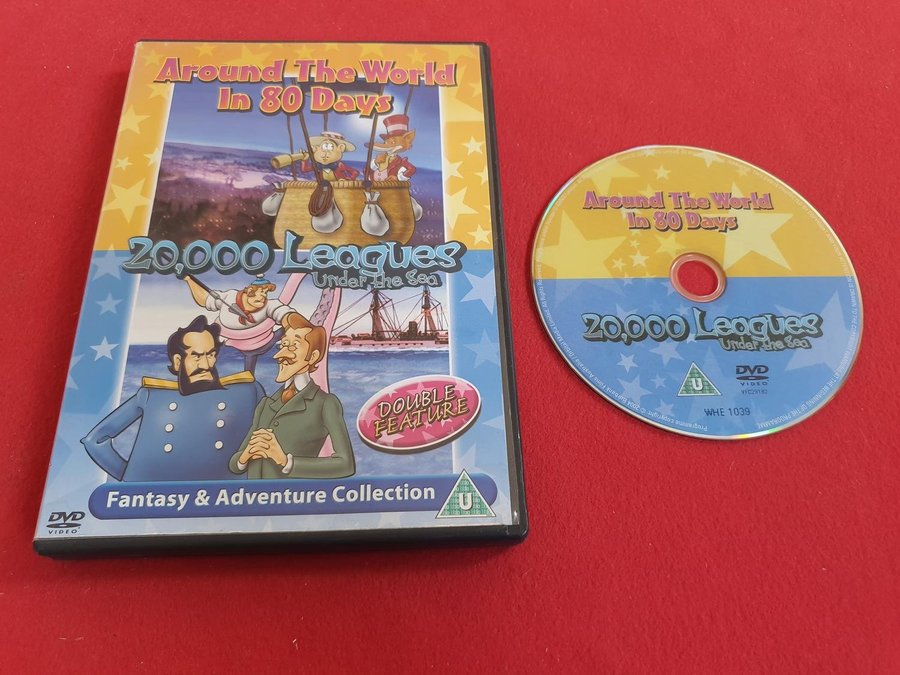 Around The World
In 80 Days
20,000 Leagues
Under the Sea
DOUBLE
FEATURE
Fantasy & Adventure Collection
U
DVD
VIDEO
Around The World
In 80 Days
20,000 Leagues
Under the Sea
U
DVD
VIDEO
VFC29182
WHE 1039